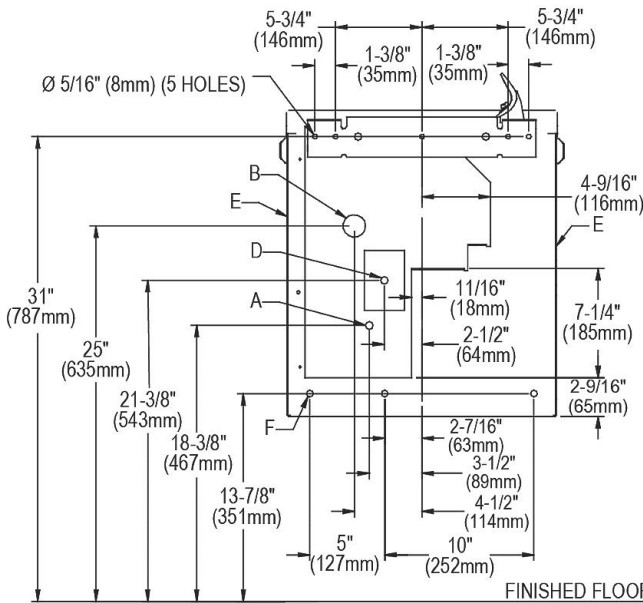 5-3/4"
(146mm)
5-3/4"
(146mm)
1-3/8"
(35mm)
1-3/8"
(35mm)
Ø 5/16" (8mm) (5 HOLES)
B
4-9/16"
(116mm)
E
E
D
11/16"
(18mm)
7-1/4"
(185mm)
A
31"
(787mm)
25"
(635mm)
2-1/2"
(64mm)
21-3/8"
(543mm)
2-9/16"
(65mm)
18-3/8"
(467mm)
F
2-7/16"
(63mm)
3-1/2"
(89mm)
13-7/8"
(351mm)
4-1/2"
(114mm)
5"
(127mm)
10"
(252mm)
FINISHED FLOOR